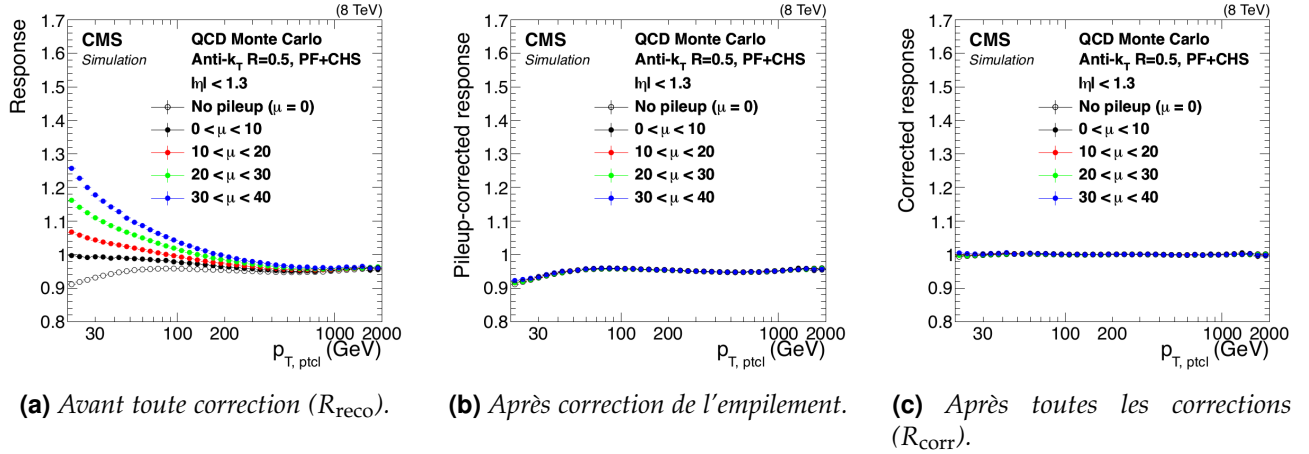 (8 TeV)
Response
1.7
1.6
1.5
1.4
1.3
1.2
1.1
1
0.9
0.8
CMS
Simulation
QCD Monte Carlo
Anti-k_T R=0.5, PF+CHS
|η| < 1.3
No pileup (μ = 0)
0 < μ < 10
10 < μ < 20
20 < μ < 30
30 < μ < 40
30 100 200 1000 2000
p_T, ptcl (GeV)
(a) Avant toute correction (R_reco).
(8 TeV)
Pileup-corrected response
1.7
1.6
1.5
1.4
1.3
1.2
1.1
1
0.9
0.8
CMS
Simulation
QCD Monte Carlo
Anti-k_T R=0.5, PF+CHS
|η| < 1.3
No pileup (μ = 0)
0 < μ < 10
10 < μ < 20
20 < μ < 30
30 < μ < 40
30 100 200 1000 2000
p_T, ptcl (GeV)
(b) Après correction de l'empilement.
(8 TeV)
Corrected response
1.7
1.6
1.5
1.4
1.3
1.2
1.1
1
0.9
0.8
CMS
Simulation
QCD Monte Carlo
Anti-k_T R=0.5, PF+CHS
|η| < 1.3
No pileup (μ = 0)
0 < μ < 10
10 < μ < 20
20 < μ < 30
30 < μ < 40
30 100 200 1000 2000
p_T, ptcl (GeV)
(c) Après toutes les corrections
(R_corr).